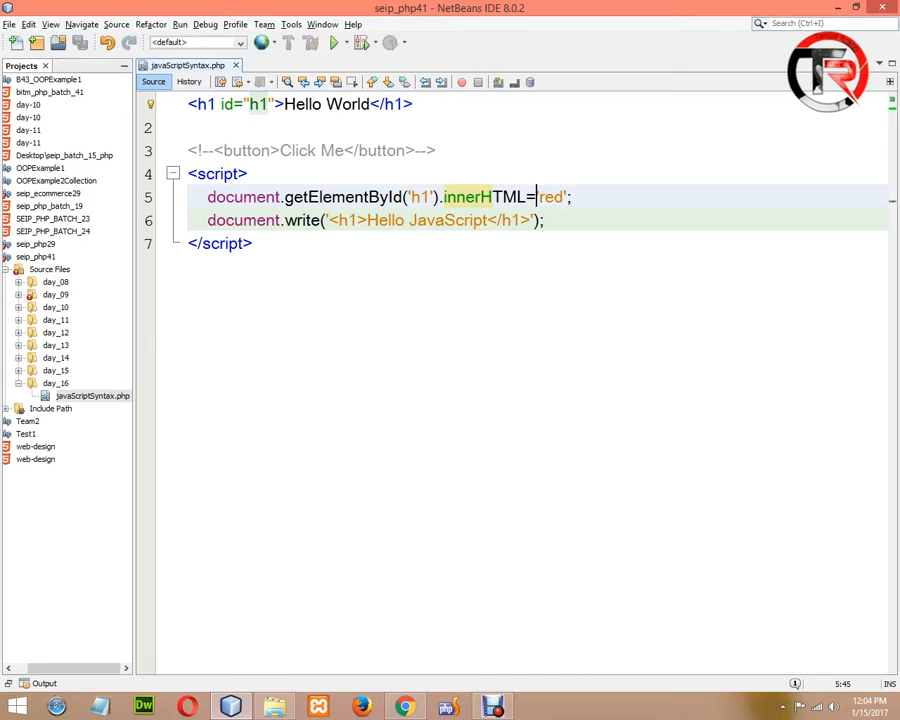 seip_php41 - NetBeans IDE 8.0.2
File Edit View Navigate Source Refactor Run Debug Profile Team Tools Window Help
Search (Ctrl+I)
<default>
Projects
javaScriptSyntax.php
Source History
B43_OOPExample1
bitm_php_batch_41
day-10
day-10
day-11
day-11
Desktop\seip_batch_15_php
OOPExample1
OOPExample2Collection
seip_ecommerce29
seip_php_batch_19
SEIP_PHP_BATCH_23
SEIP_PHP_BATCH_24
seip_php29
seip_php41
Source Files
day_08
day_09
day_10
day_11
day_12
day_13
day_14
day_15
day_16
javaScriptSyntax.php
Include Path
Team2
Test1
web-design
web-design
<h1 id="h1">Hello World</h1>
2
3 <!--<button>Click Me</button>-->
4 <script>
5 document.getElementById('h1').innerHTML='red';
6 document.write('<h1>Hello JavaScript</h1>');
7 </script>
TR
Output
5:45 INS
Dw
php
12:04 PM
1/15/2017